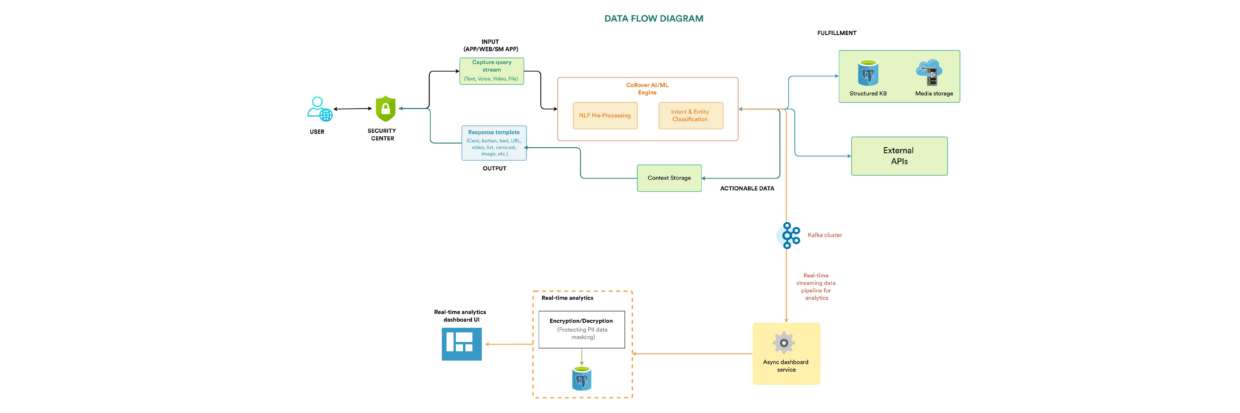 DATA FLOW DIAGRAM
FULFILLMENT
INPUT
(APP/WEB/SM APP)
Capture query
stream
(Text, Voice, Video, File)
CoRover AI/ML
Engine
NLP Pre-Processing
Intent & Entity
Classification
Structured KB
Media storage
USER
SECURITY
CENTER
Response template
(Card, button, text, URL,
video, list, carousel,
image, etc.)
OUTPUT
External
APIs
Context Storage
ACTIONABLE DATA
Kafka cluster
Real-time
streaming data
pipeline for
analytics
Real-time analytics
Real-time analytics
dashboard UI
Encryption/Decryption
(Protecting PII data
masking)
Async dashboard
service